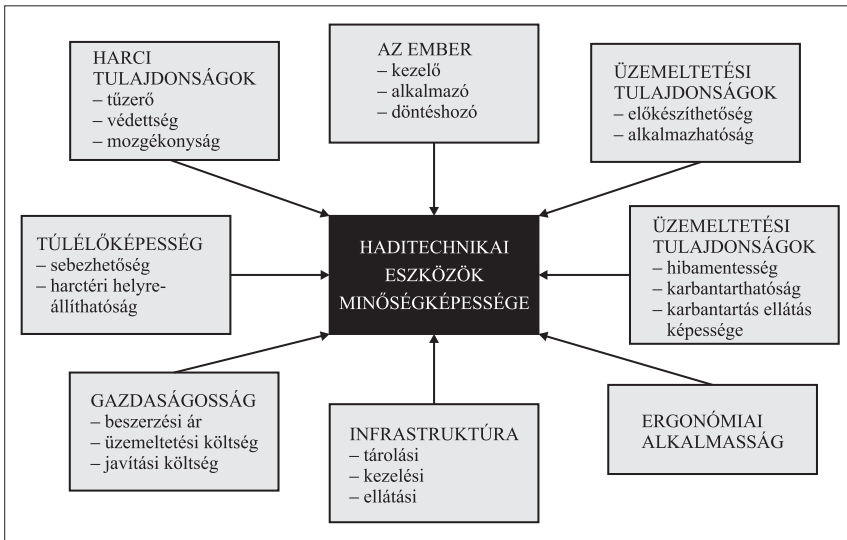 HARCI
TULAJDONSÁGOK
– tűzerő
– védettség
– mozgékonyság
AZ EMBER
– kezelő
– alkalmazó
– döntéshozó
ÜZEMELTETÉSI
TULAJDONSÁGOK
– előkészíthetőség
– alkalmazhatóság
TÚLÉLŐKÉPESSÉG
– sebezhetőség
– harctéri helyre-
állíthatóság
HADITECHNIKAI
ESZKÖZÖK
MINŐSÉGKÉPESSÉGE
ÜZEMELTETÉSI
TULAJDONSÁGOK
– hibamentesség
– karbantarthatóság
– karbantartás ellátás
képessége
GAZDASÁGOSSÁG
– beszerzési ár
– üzemeltetési költség
– javítási költség
INFRASTRUKTÚRA
– tárolási
– kezelési
– ellátási
ERGONÓMIAI
ALKALMASSÁG